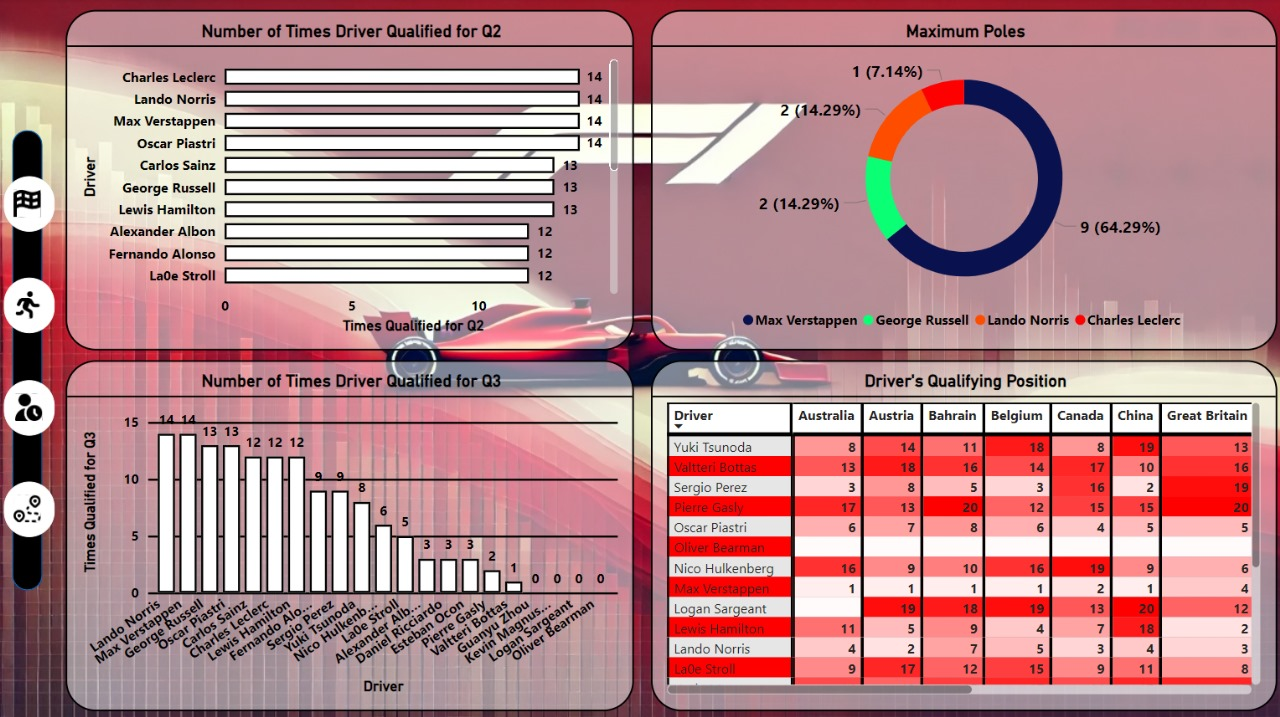 Number of Times Driver Qualified for Q2
Driver
Charles Leclerc 14
Lando Norris 14
Max Verstappen 14
Oscar Piastri 14
Carlos Sainz 13
George Russell 13
Lewis Hamilton 13
Alexander Albon 12
Fernando Alonso 12
La0e Stroll 12
0 5 10
Times Qualified for Q2
Maximum Poles
1 (7.14%)
2 (14.29%)
2 (14.29%)
9 (64.29%)
Max Verstappen George Russell Lando Norris Charles Leclerc
Number of Times Driver Qualified for Q3
Times Qualified for Q3
15
10
5
0
14 14 13 13 12 12 12 9 9 8 6 5 3 3 3 2 1 0 0 0 0
Lando Norris
Max Verstappen
George Russell
Oscar Piastri
Carlos Sainz
Charles Leclerc
Lewis Hamilton
Fernando Alo...
Sergio Perez
Yuki Tsunoda
Nico Hulkenb...
La0e Stroll
Alexander Alb...
Daniel Ricciardo
Esteban Ocon
Pierre Gasly
Valtteri Bottas
Guanyu Zhou
Kevin Magnus...
Logan Sargeant
Oliver Bearman
Driver
Driver's Qualifying Position
Driver Australia Austria Bahrain Belgium Canada China Great Britain
Yuki Tsunoda 8 14 11 18 8 19 13
Valtteri Bottas 13 18 16 14 17 10 16
Sergio Perez 3 8 5 3 16 2 19
Pierre Gasly 17 13 20 12 15 15 20
Oscar Piastri 6 7 8 6 4 5 5
Oliver Bearman
Nico Hulkenberg 16 9 10 16 19 9 6
Max Verstappen 1 1 1 1 2 1 4
Logan Sargeant 19 18 19 13 20 12
Lewis Hamilton 11 5 9 4 7 18 2
Lando Norris 4 2 7 5 3 4 3
La0e Stroll 9 17 12 15 9 11 8